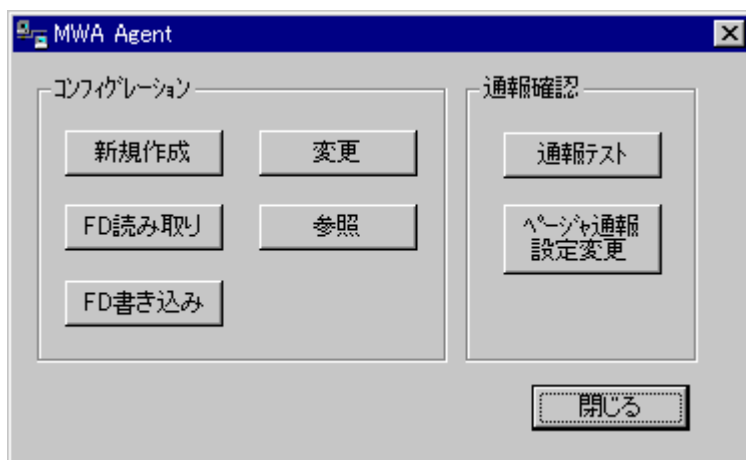 MWA Agent
ｺﾝﾌｨｸﾞﾚｰｼｮﾝ
新規作成
変更
FD読み取り
参照
FD書き込み
通報確認
通報ﾃｽﾄ
ﾍﾟｰｼﾞｬ通報
設定変更
閉じる